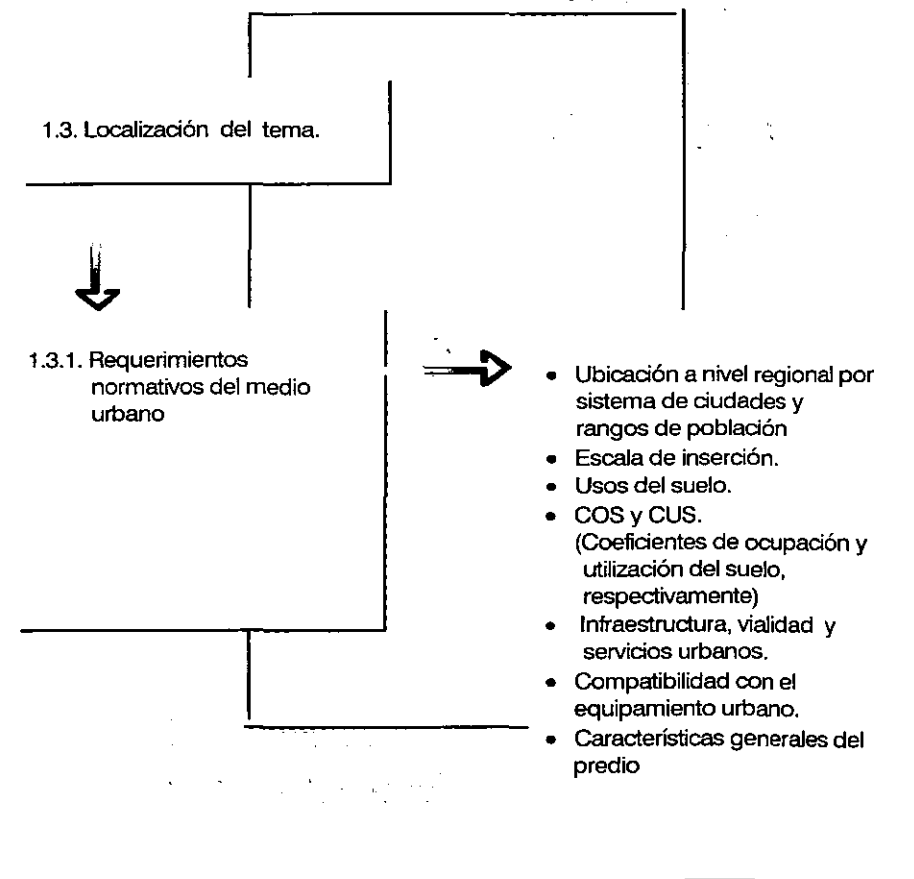 1.3. Localización del tema.
1.3.1. Requerimientos
normativos del medio
urbano
• Ubicación a nivel regional por
sistema de ciudades y
rangos de población
• Escala de inserción.
• Usos del suelo.
• COS y CUS.
(Coeficientes de ocupación y
utilización del suelo,
respectivamente)
• Infraestructura, vialidad y
servicios urbanos.
• Compatibilidad con el
equipamiento urbano.
• Características generales del
predio